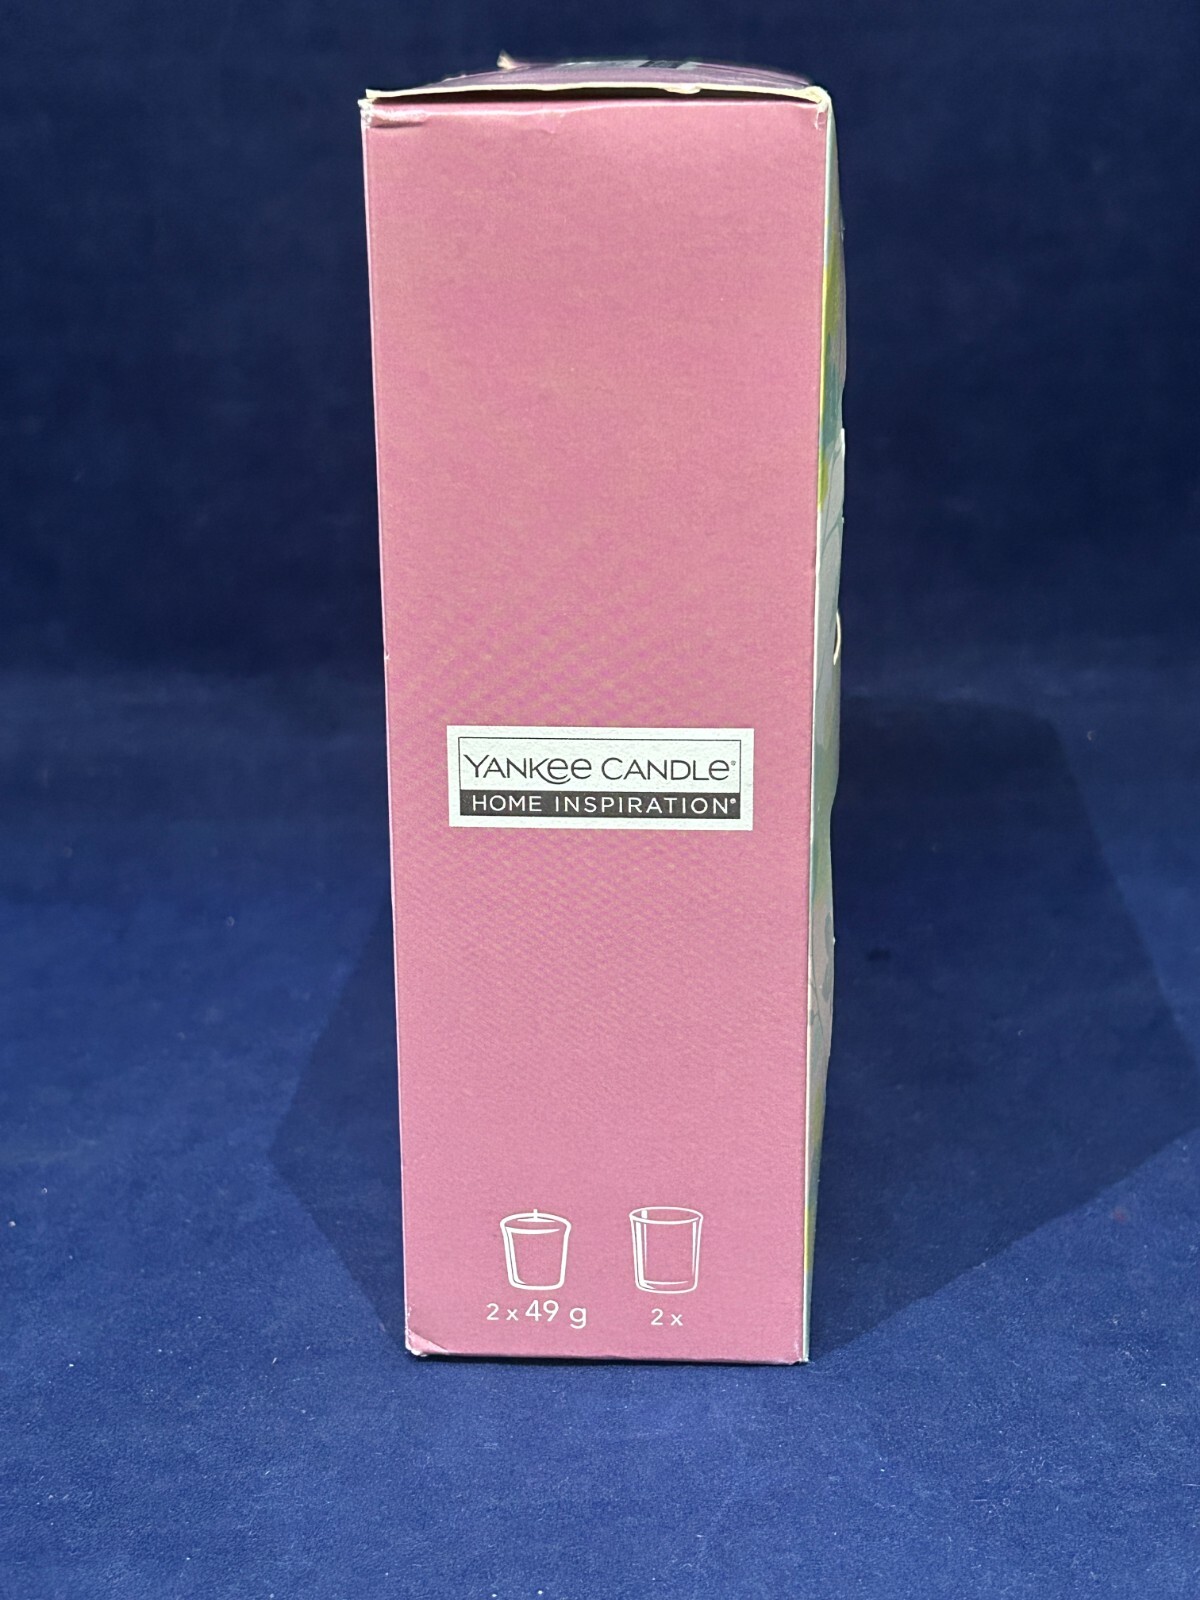 YANKEE CANDLE®
HOME INSPIRATION®
2 x 49 g
2 x